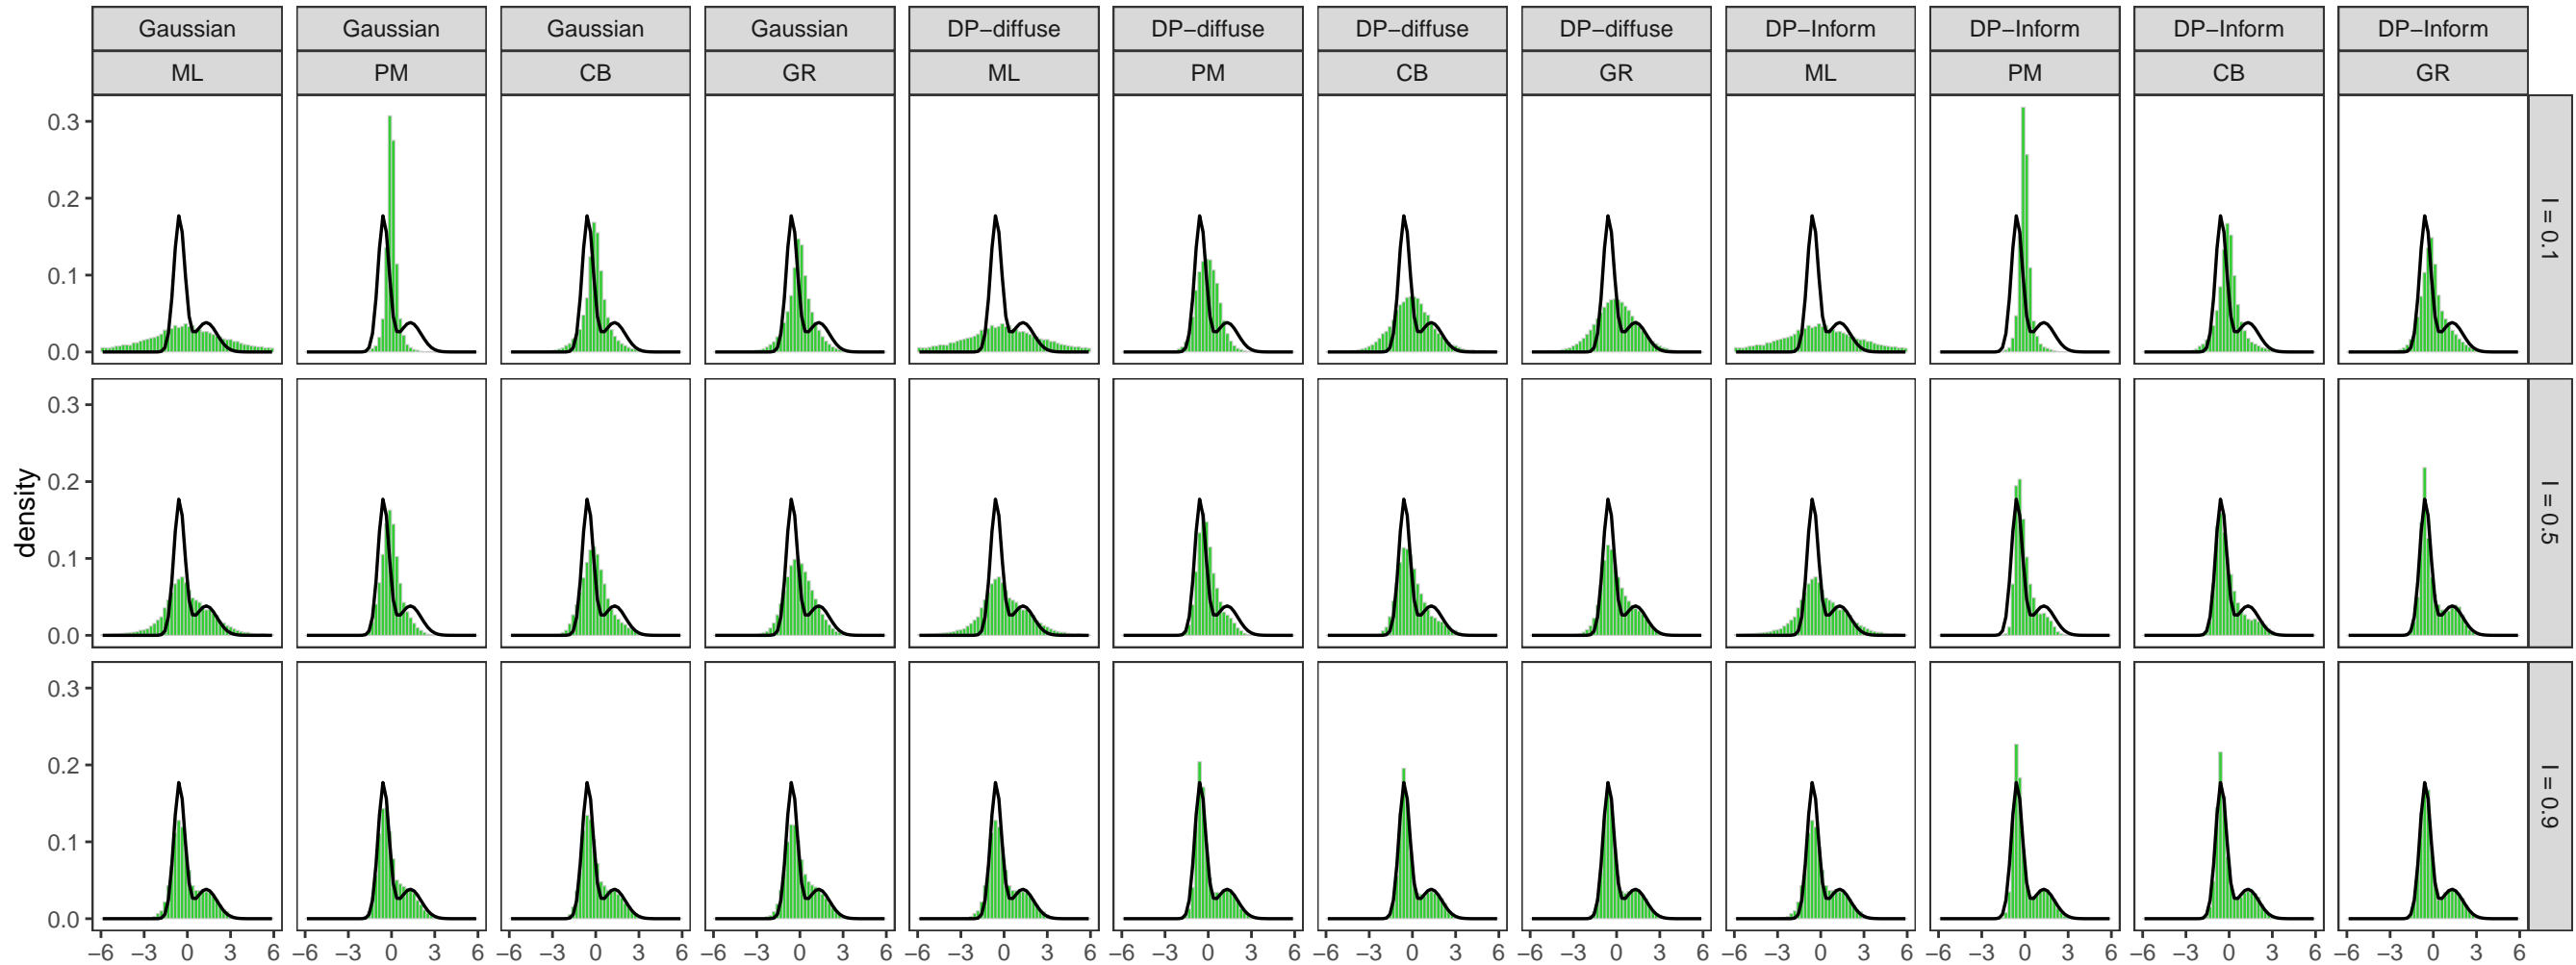 Gaussian Gaussian Gaussian Gaussian DP−diffuse DP−diffuse DP−diffuse DP−diffuse DP−Inform DP−Inform DP−Inform DP−Inform
ML PM CB GR ML PM CB GR ML PM CB GR
0.3
0.2
0.1
0.0
I = 0.1
density
0.3
0.2
0.1
0.0
I = 0.5
0.3
0.2
0.1
0.0
I = 0.9
−6 −3 0 3 6 −6 −3 0 3 6 −6 −3 0 3 6 −6 −3 0 3 6 −6 −3 0 3 6 −6 −3 0 3 6 −6 −3 0 3 6 −6 −3 0 3 6 −6 −3 0 3 6 −6 −3 0 3 6 −6 −3 0 3 6 −6 −3 0 3 6